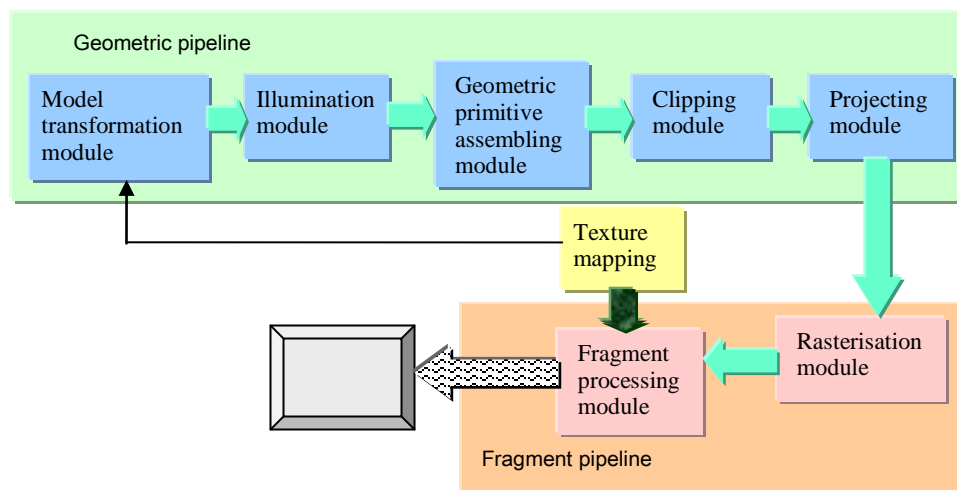 Geometric pipeline
Model
transformation
module
Illumination
module
Geometric
primitive
assembling
module
Clipping
module
Projecting
module
Texture
mapping
Fragment
processing
module
Rasterisation
module
Fragment pipeline